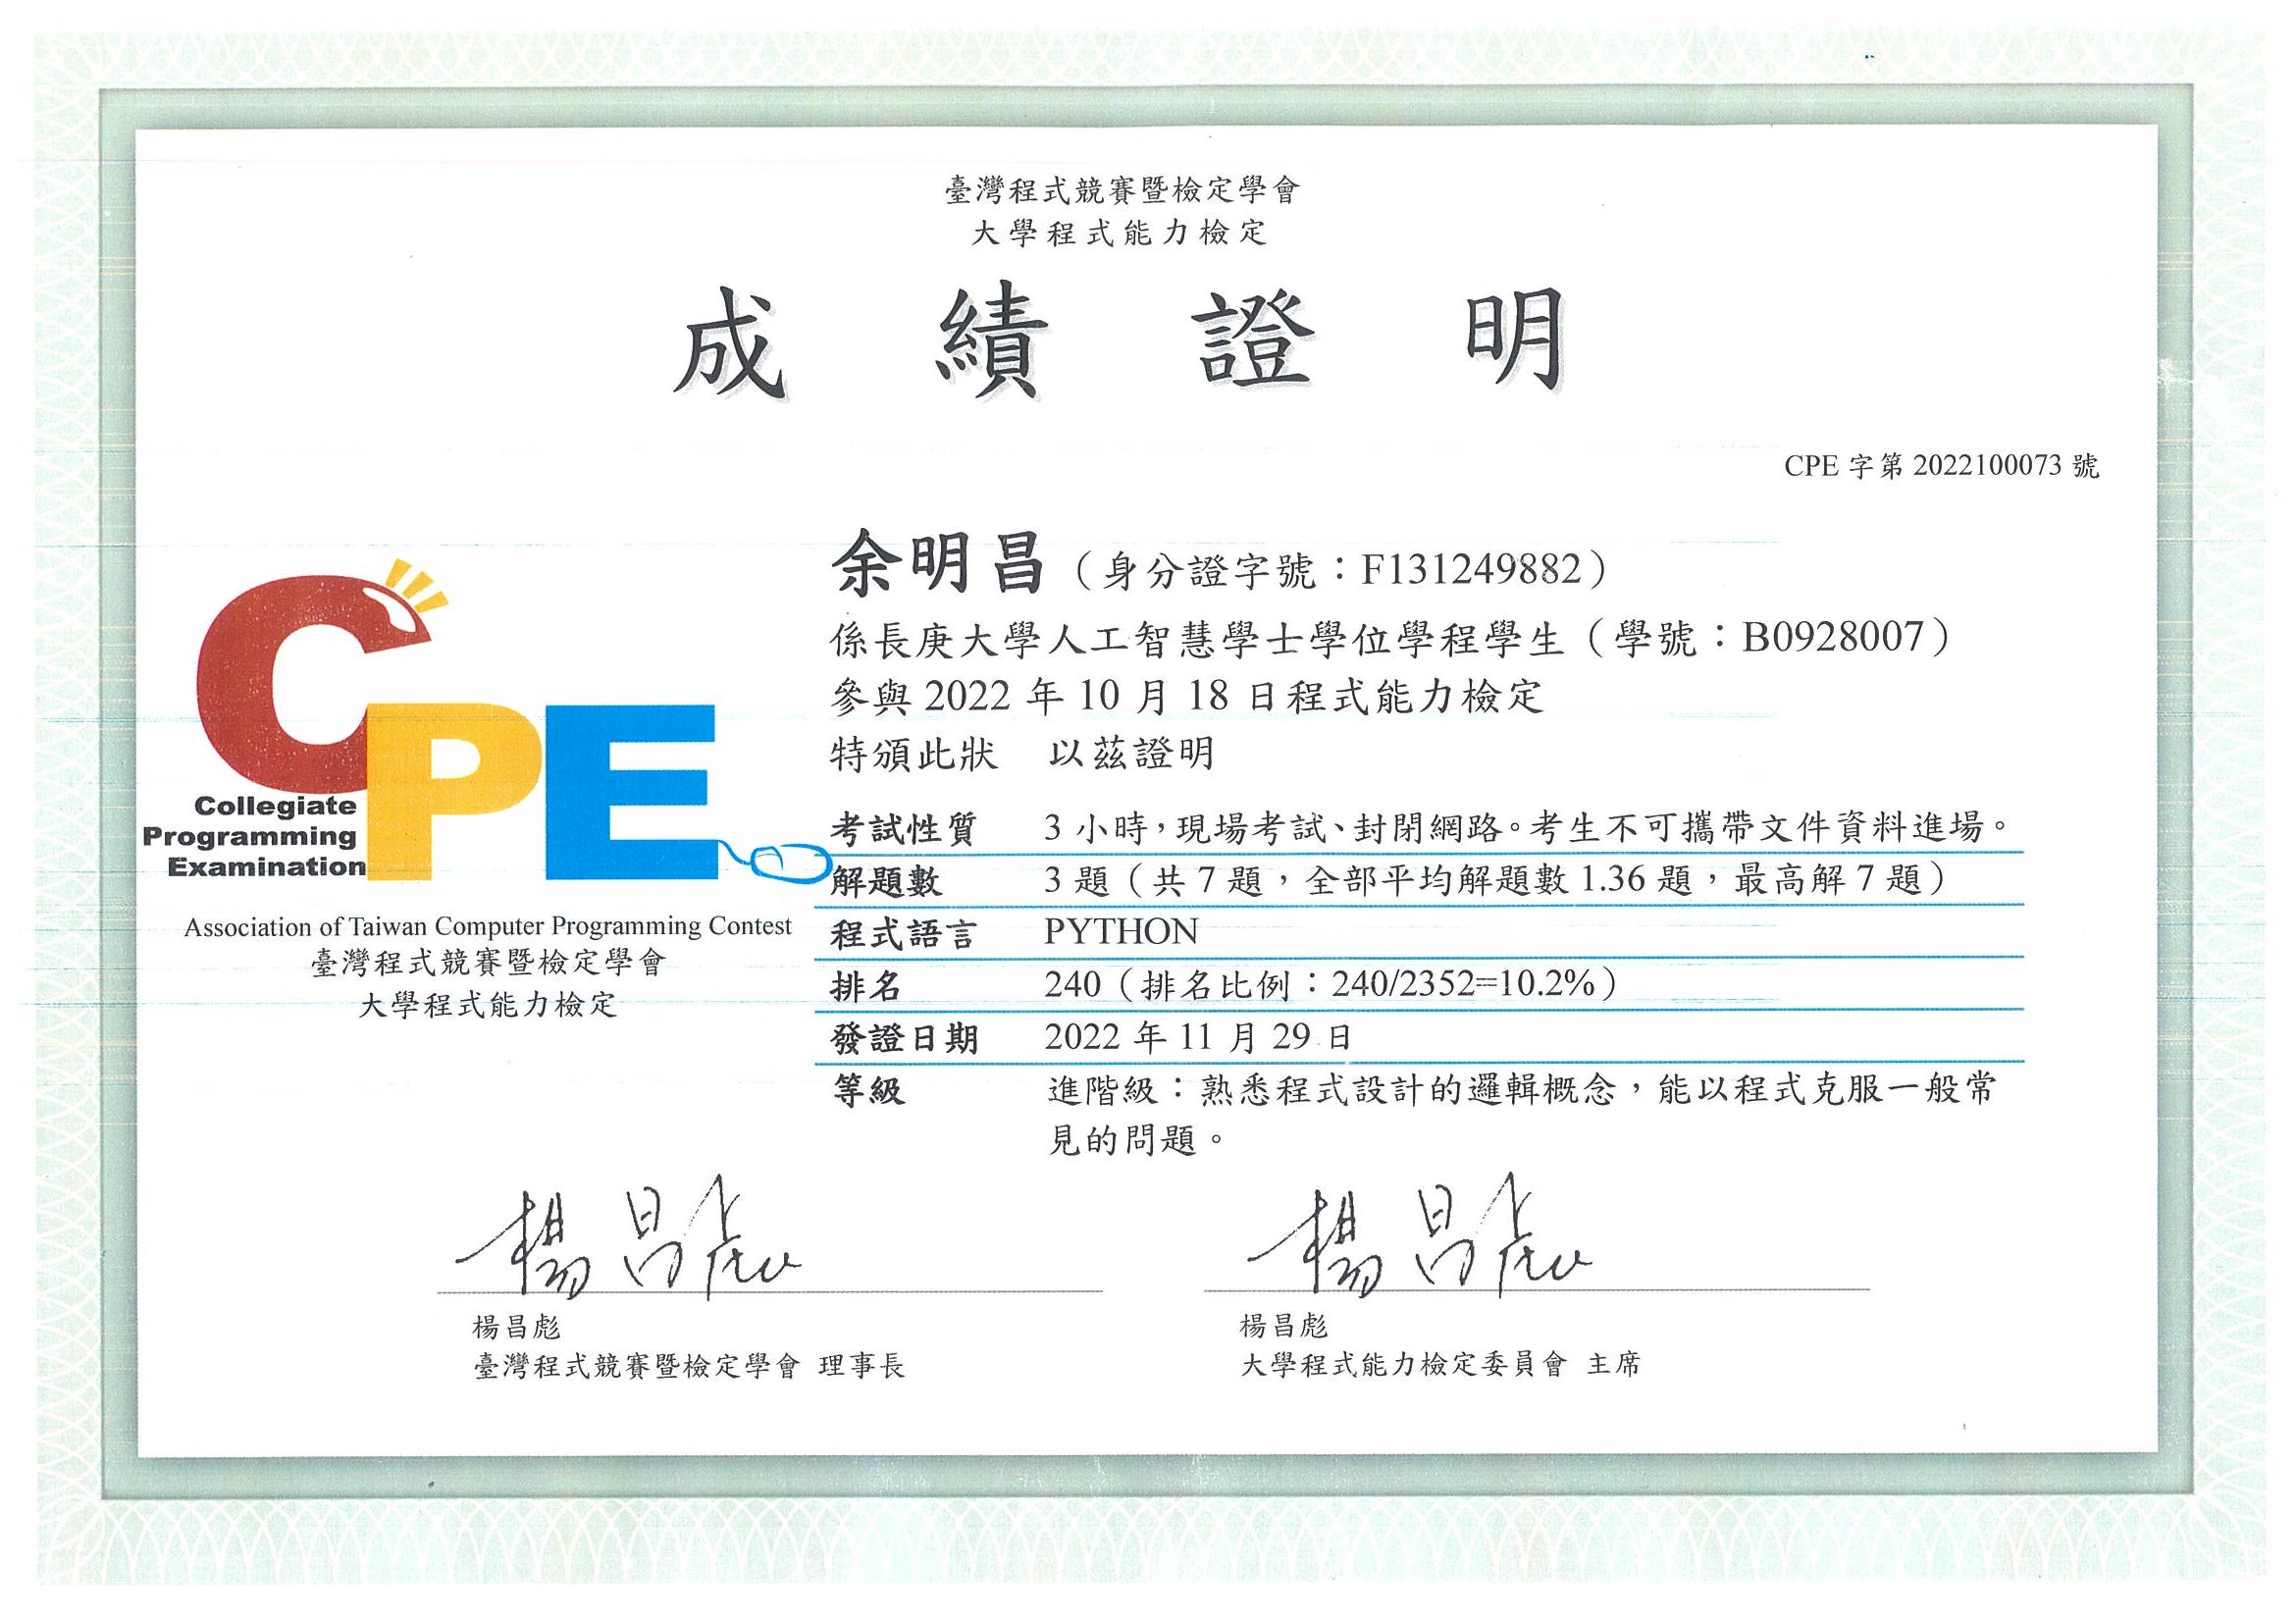 臺灣程式競賽暨檢定學會
大學程式能力檢定
成績證明
CPE 字第 2022100073 號
余明昌（身分證字號：F131249882）
係長庚大學人工智慧學士學位學程學生（學號：B0928007）
參與 2022 年 10 月 18 日程式能力檢定
特頒此狀 以茲證明
CPE
Collegiate
Programming
Examination
Association of Taiwan Computer Programming Contest
臺灣程式競賽暨檢定學會
大學程式能力檢定
考試性質 3 小時，現場考試、封閉網路。考生不可攜帶文件資料進場。
解題數 3 題（共 7 題，全部平均解題數 1.36 題，最高解 7 題）
程式語言 PYTHON
排名 240（排名比例：240/2352=10.2%）
發證日期 2022 年 11 月 29 日
等級 進階級：熟悉程式設計的邏輯概念，能以程式克服一般常
見的問題。
楊昌彪 楊昌彪
楊昌彪 楊昌彪
臺灣程式競賽暨檢定學會 理事長 大學程式能力檢定委員會 主席